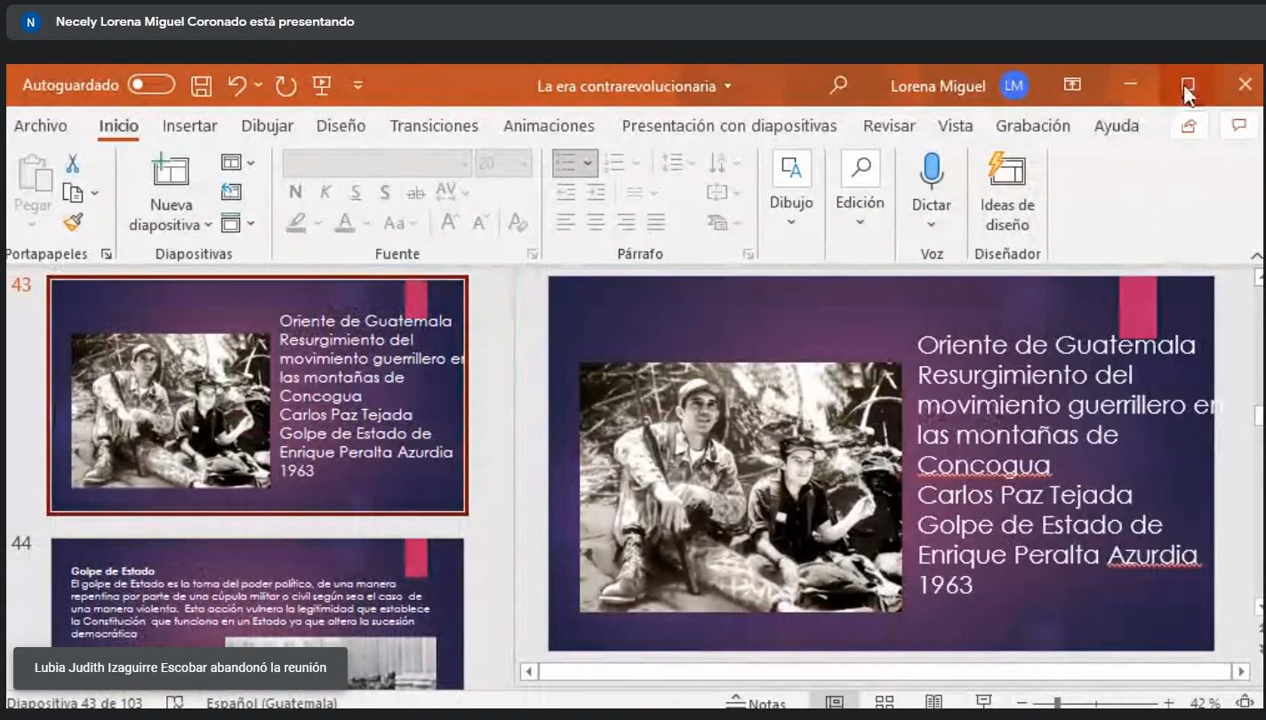 N Necely Lorena Miguel Coronado está presentando
Autoguardado La era contrarevolucionaria Lorena Miguel LM
Archivo Inicio Insertar Dibujar Diseño Transiciones Animaciones Presentación con diapositivas Revisar Vista Grabación Ayuda
20
Pegar Nueva diapositiva N K S S ab AV Aa A A A Dibujo Edición Dictar Ideas de diseño
Portapapeles Diapositivas Fuente Párrafo Voz Diseñador
43
Oriente de Guatemala
Resurgimiento del
movimiento guerrillero en
las montañas de
Concogua
Carlos Paz Tejada
Golpe de Estado de
Enrique Peralta Azurdia
1963
44
Golpe de Estado
El golpe de Estado es la toma del poder político, de una manera
repentina por parte de una cúpula militar o civil según sea el caso de
una manera violenta. Esta acción vulnera la legitimidad que establece
la Constitución que funciona en un Estado ya que altera la sucesión
democrática
Oriente de Guatemala
Resurgimiento del
movimiento guerrillero en
las montañas de
Concogua
Carlos Paz Tejada
Golpe de Estado de
Enrique Peralta Azurdia
1963
Lubia Judith Izaguirre Escobar abandonó la reunión
Diapositiva 43 de 103 Español (Guatemala) Notas 42 %